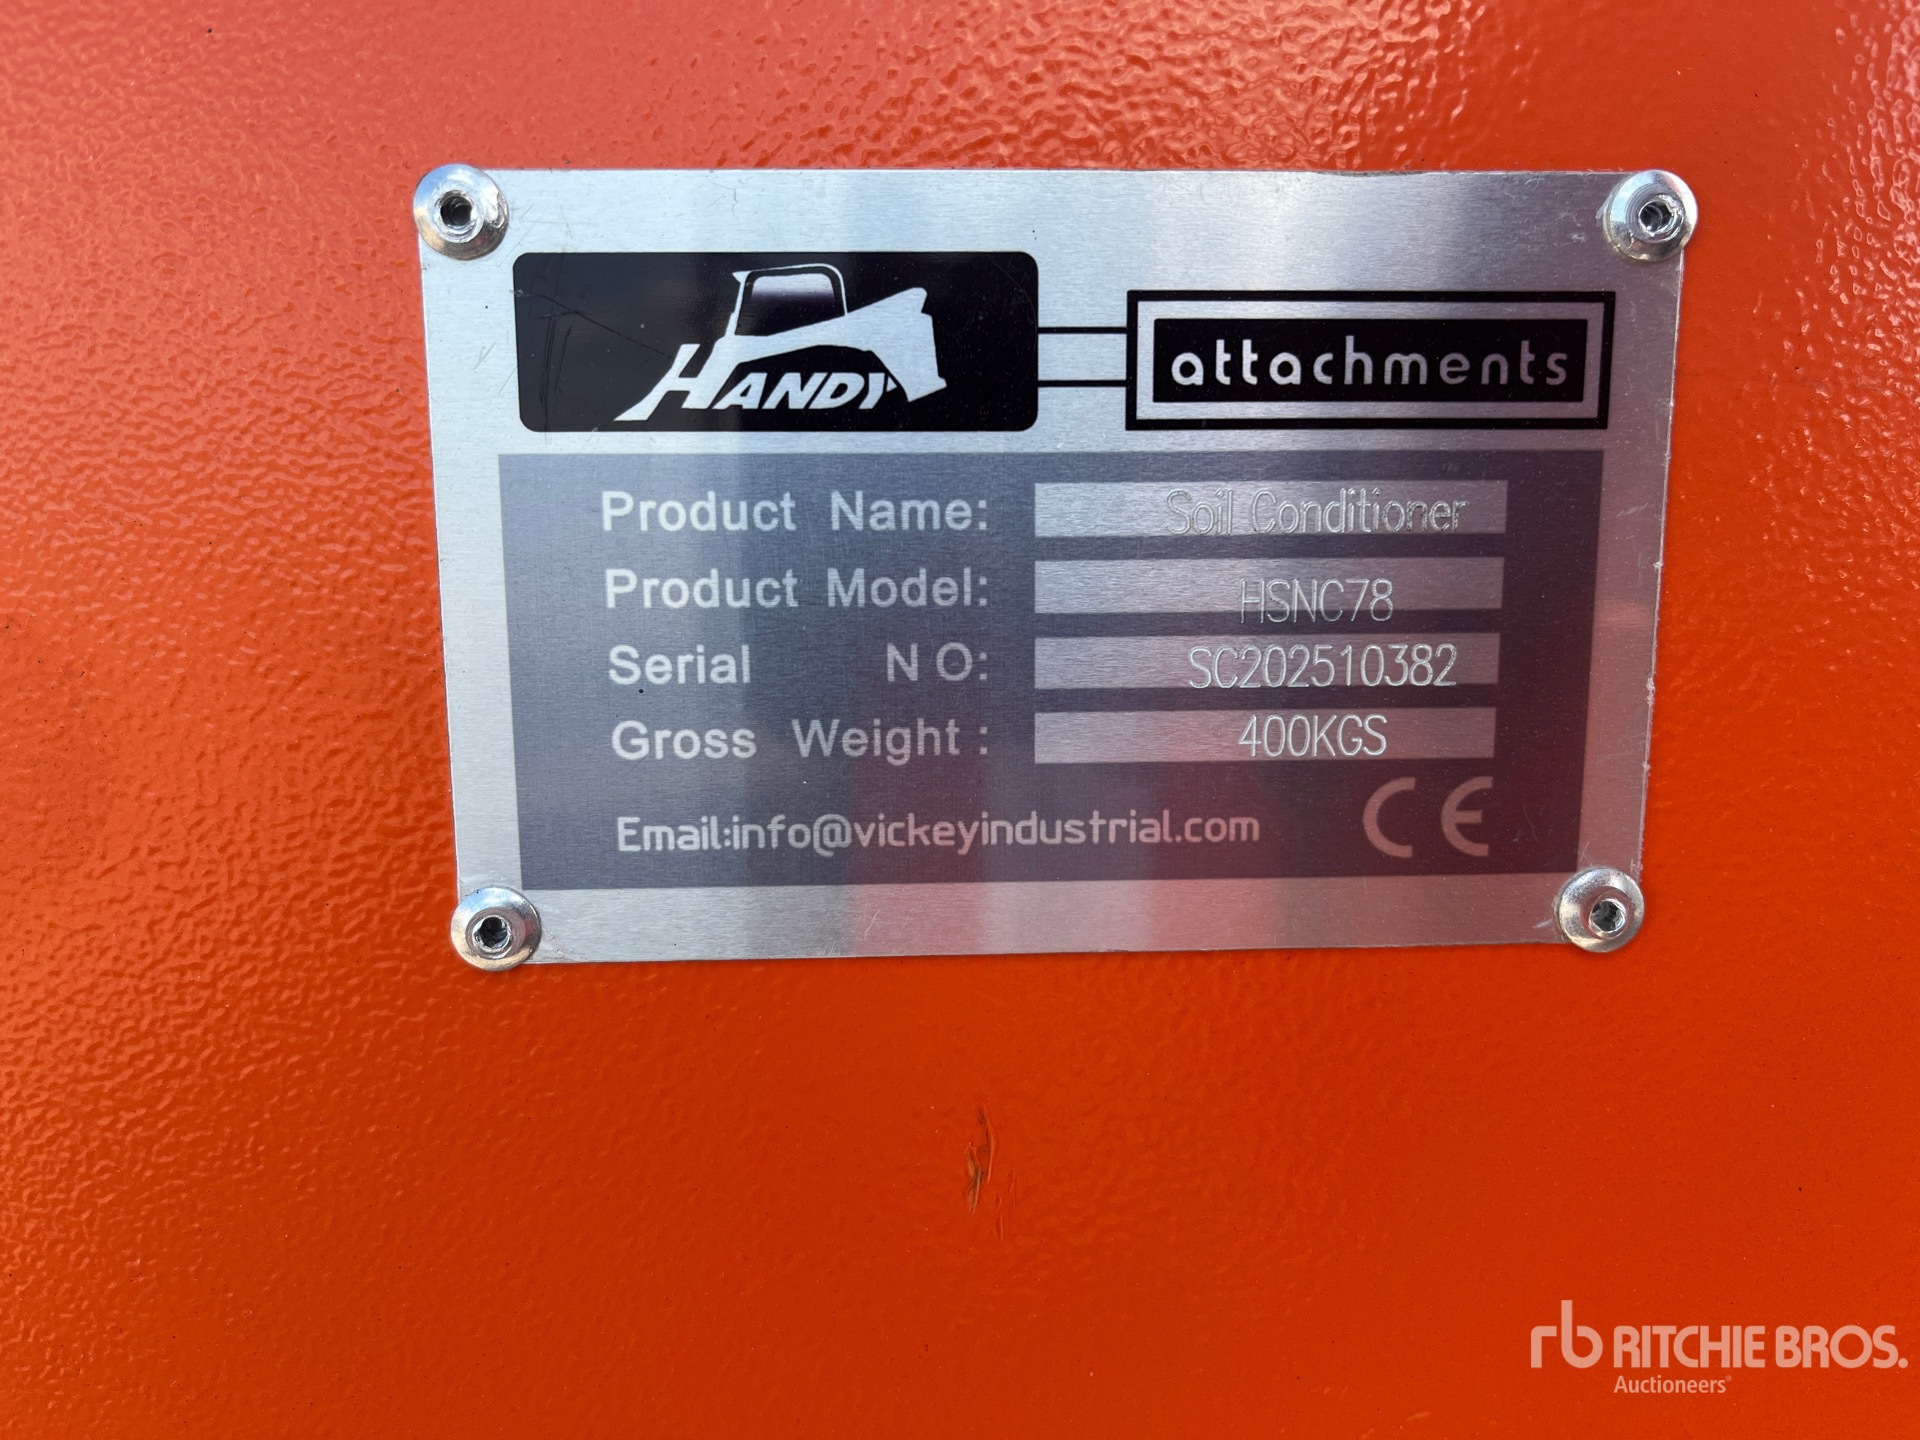 HANDY
attachments
Product Name: Soil Conditioner
Product Model: HSNC78
Serial NO: SC202510382
Gross Weight : 400KGS
Email:info@vickeyindustrial.com CE
rb RITCHIE BROS.
Auctioneers®